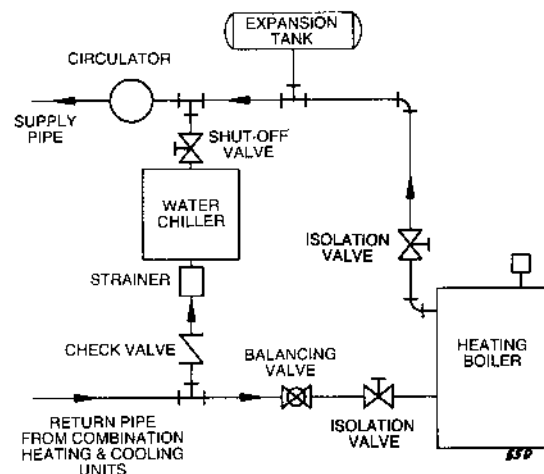 EXPANSION
TANK
CIRCULATOR
SUPPLY
PIPE
SHUT-OFF
VALVE
WATER
CHILLER
ISOLATION
VALVE
STRAINER
CHECK VALVE
BALANCING
VALVE
HEATING
BOILER
RETURN PIPE
FROM COMBINATION
HEATING & COOLING
UNITS
ISOLATION
VALVE